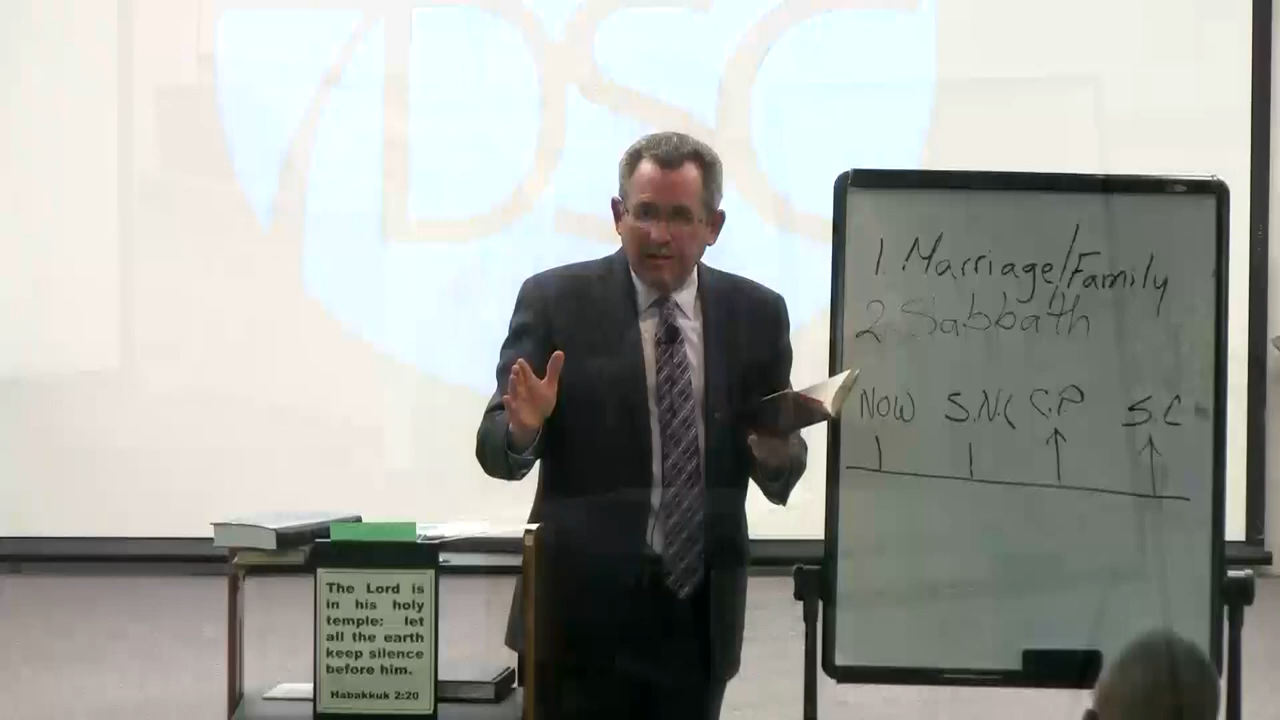 DSC
1. Marriage/Family
2. Sabbath
NOW S.N.C C.P S.C
The Lord is
in his holy
temple; let
all the earth
keep silence
before him.
Habakkuk 2:20